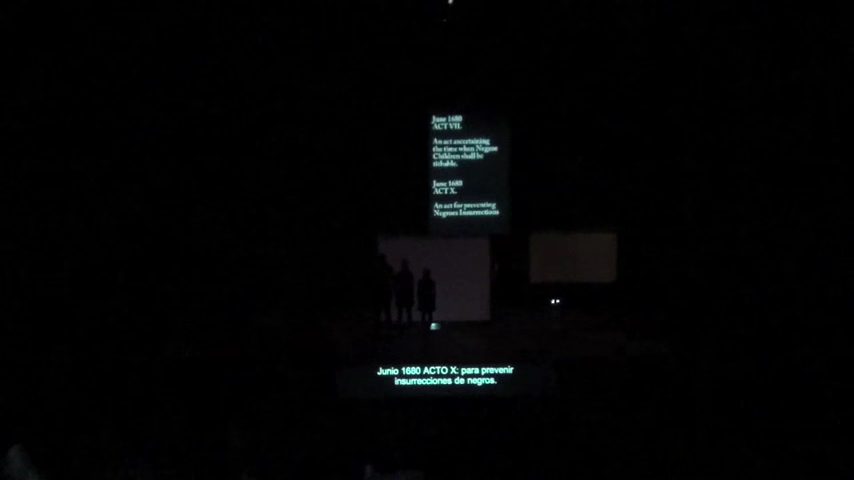 June 1680
ACT VII.
An act ascertaining
the time when Negroe
Children shall be
tithable.
June 1680
ACT X.
An act for preventing
Negroes Insurrections
Junio 1680 ACTO X: para prevenir
insurrecciones de negros.